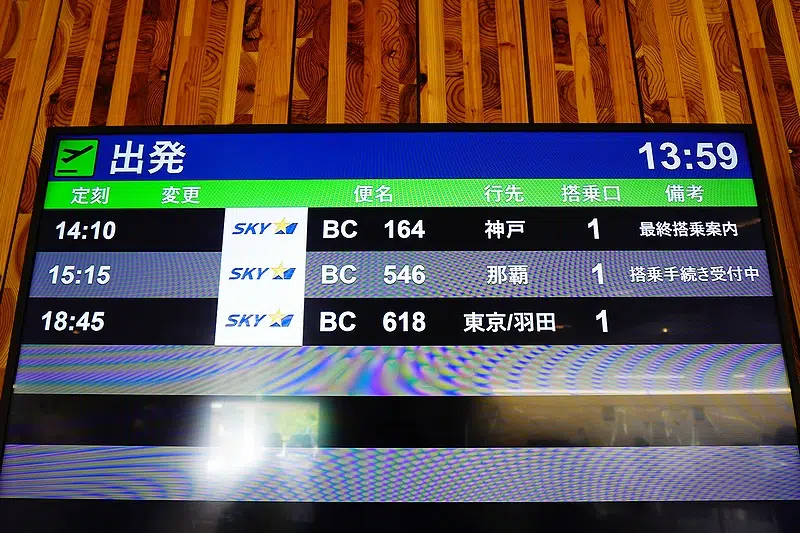 出発 13:59
定刻 変更 便名 行先 搭乗口 備考
14:10 SKY BC 164 神戸 1 最終搭乗案内
15:15 SKY BC 546 那覇 1 搭乗手続き受付中
18:45 SKY BC 618 東京/羽田 1